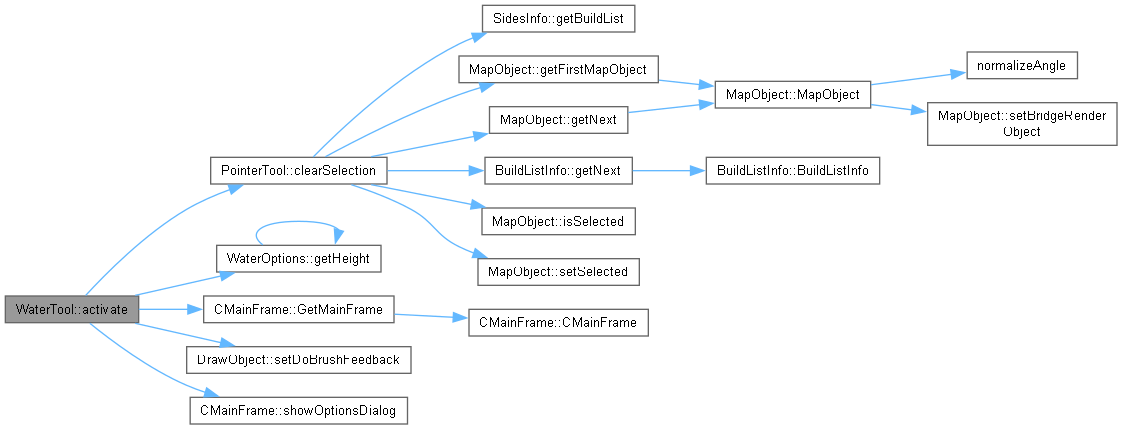 SidesInfo::getBuildList
MapObject::getFirstMapObject
normalizeAngle
MapObject::MapObject
MapObject::getNext
MapObject::setBridgeRender
Object
PointerTool::clearSelection
BuildListInfo::getNext
BuildListInfo::BuildListInfo
MapObject::isSelected
WaterOptions::getHeight
MapObject::setSelected
WaterTool::activate
CMainFrame::GetMainFrame
CMainFrame::CMainFrame
DrawObject::setDoBrushFeedback
CMainFrame::showOptionsDialog